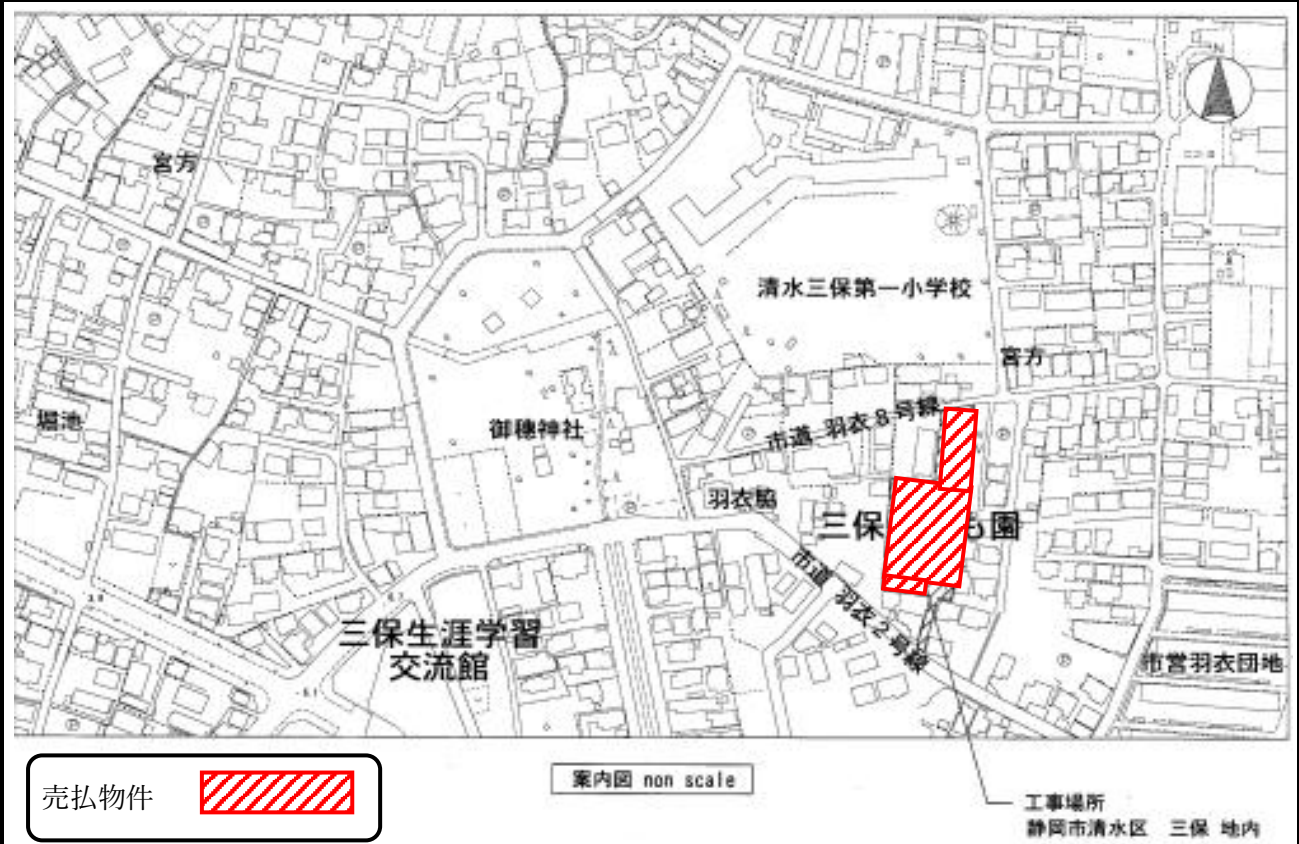 N
宮方
清水三保第一小学校
宮方
堀池
御穂神社
市道 羽衣8号線
羽衣脇
三保
も園
市道 羽衣2号線
三保生涯学習
交流館
市営羽衣団地
売払物件
案内図 non scale
工事場所
静岡市清水区 三保 地内